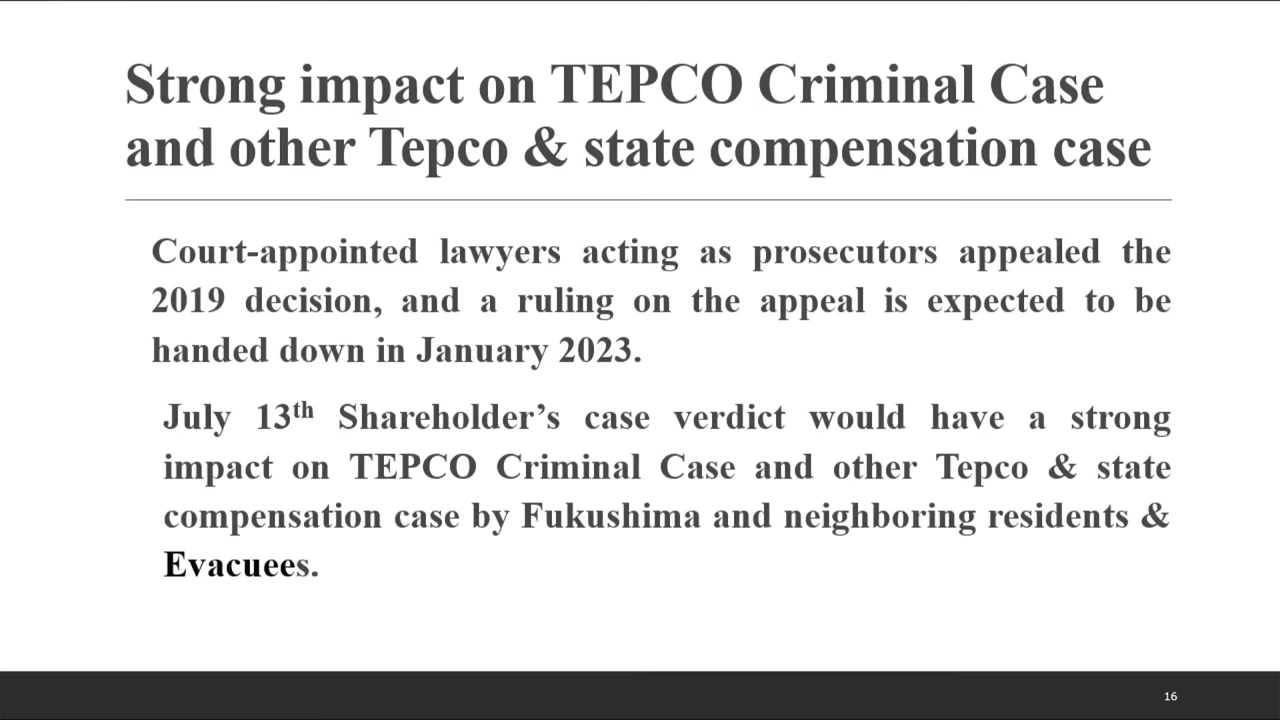 Strong impact on TEPCO Criminal Case
and other Tepco & state compensation case
Court-appointed lawyers acting as prosecutors appealed the
2019 decision, and a ruling on the appeal is expected to be
handed down in January 2023.
July 13th Shareholder’s case verdict would have a strong
impact on TEPCO Criminal Case and other Tepco & state
compensation case by Fukushima and neighboring residents &
Evacuees.
16